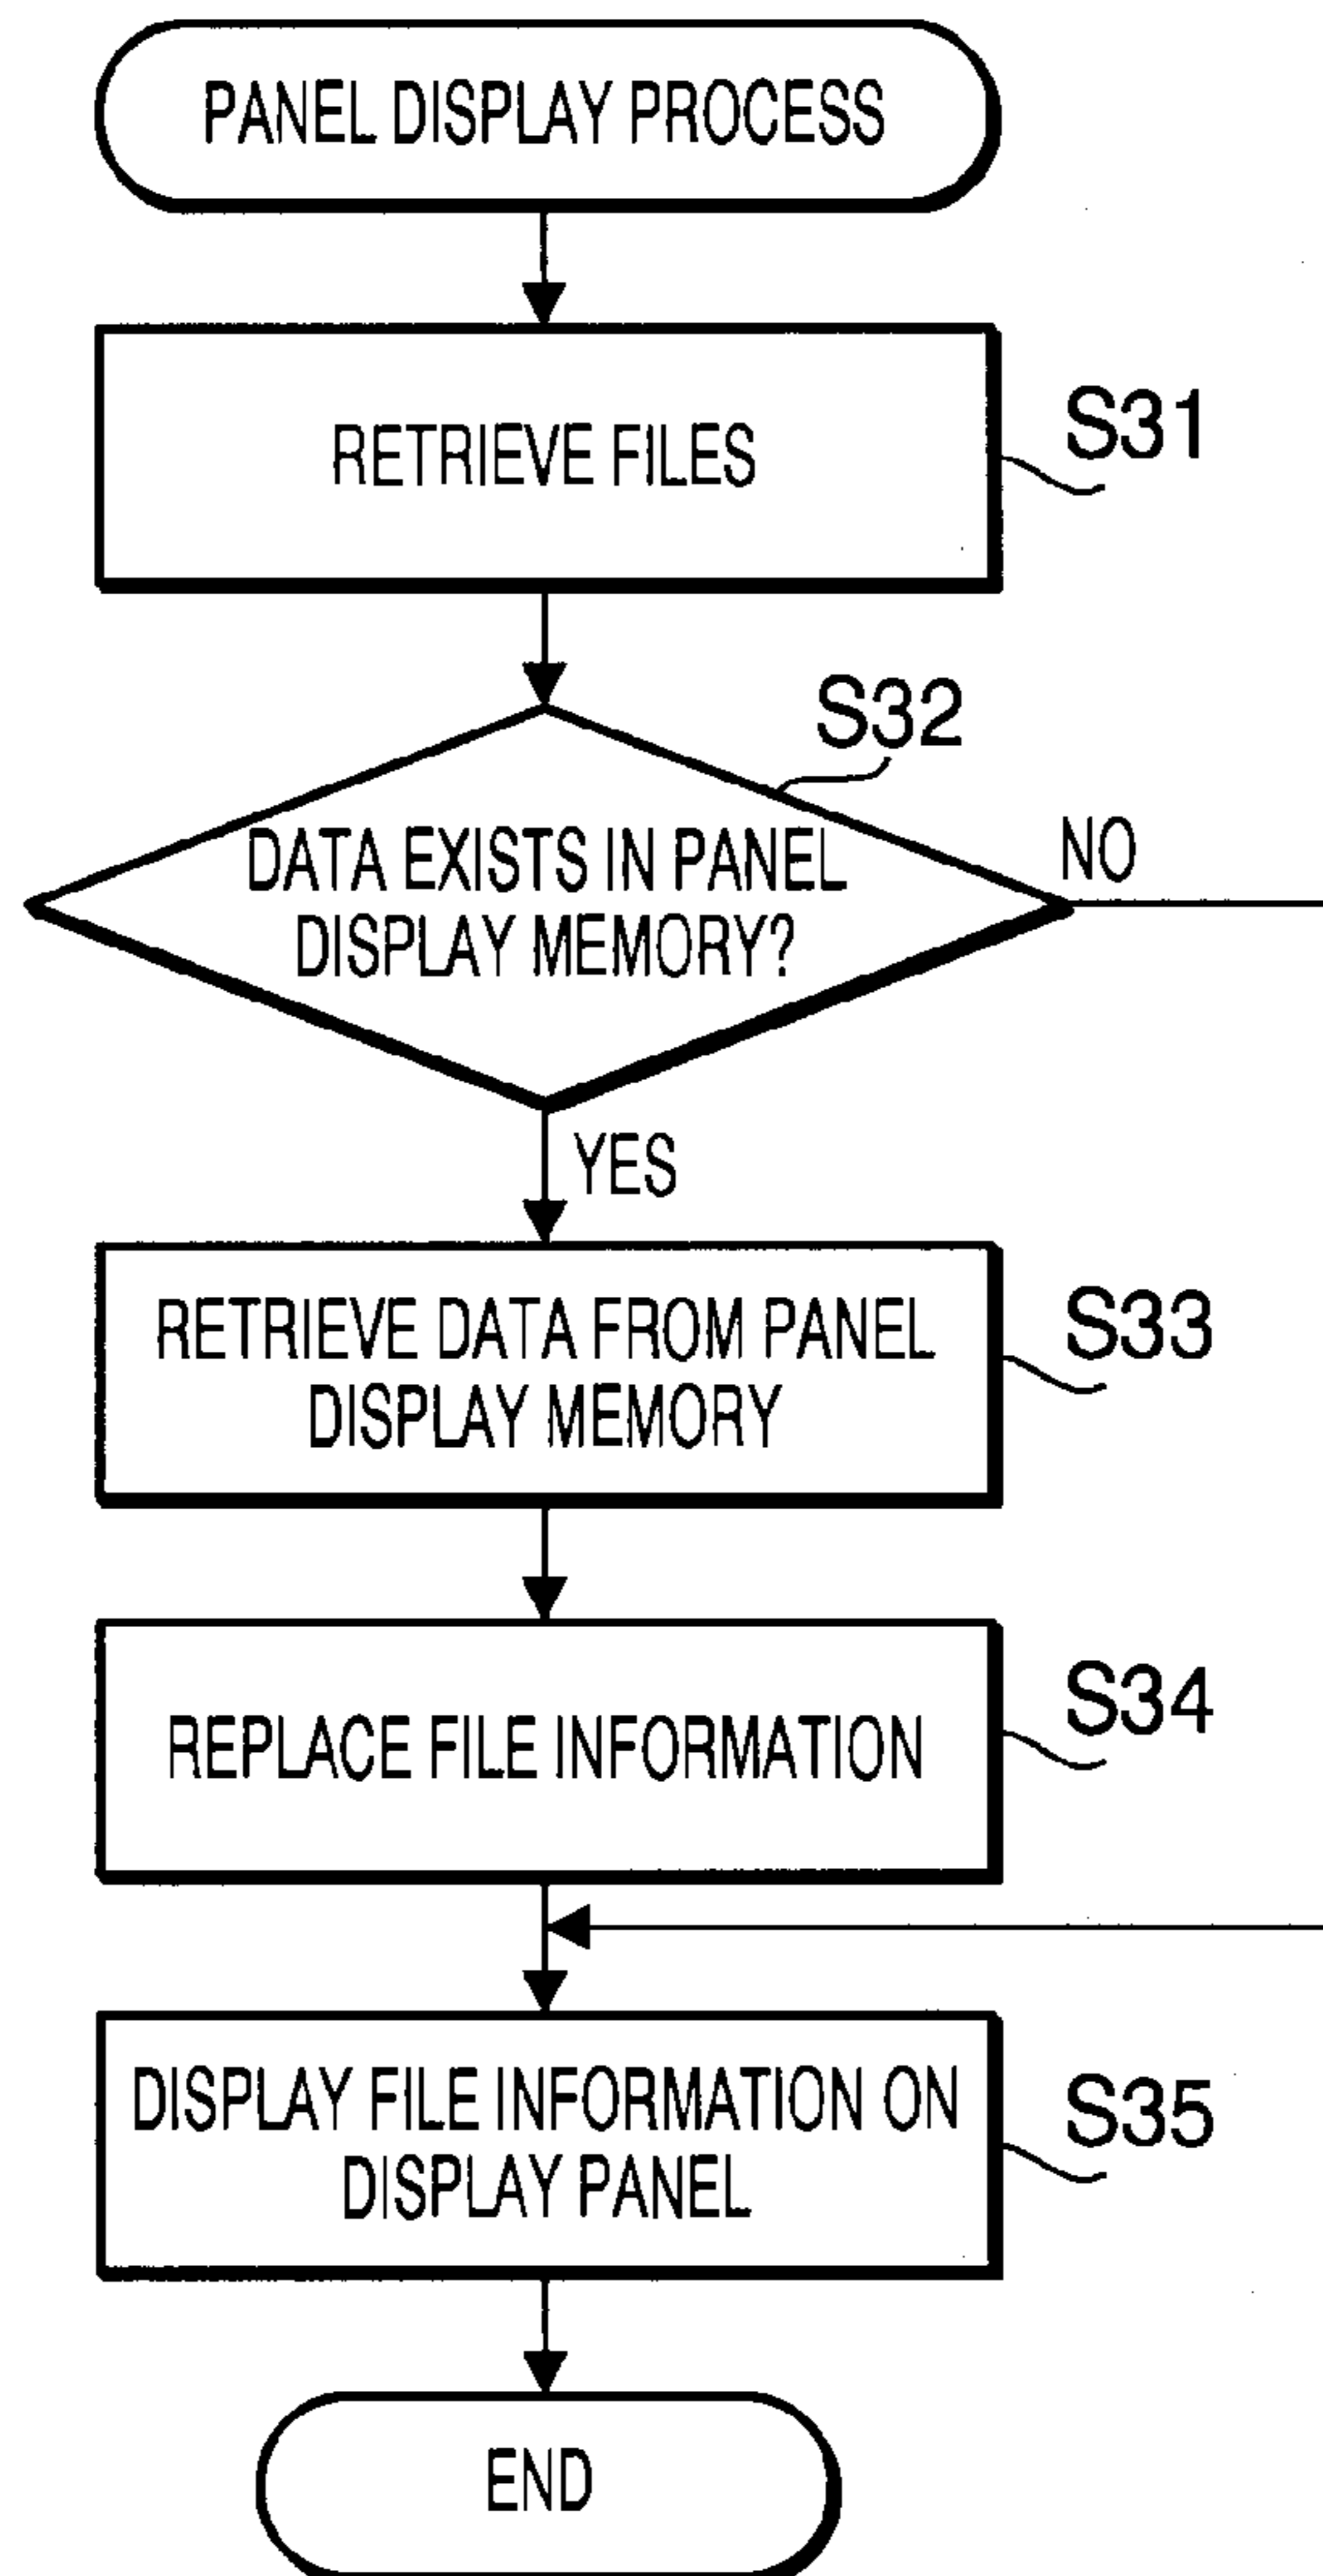 PANEL DISPLAY PROCESS
RETRIEVE FILES
S31
S32
DATA EXISTS IN PANEL
DISPLAY MEMORY?
NO
YES
RETRIEVE DATA FROM PANEL
DISPLAY MEMORY
S33
REPLACE FILE INFORMATION
S34
DISPLAY FILE INFORMATION ON
DISPLAY PANEL
S35
END